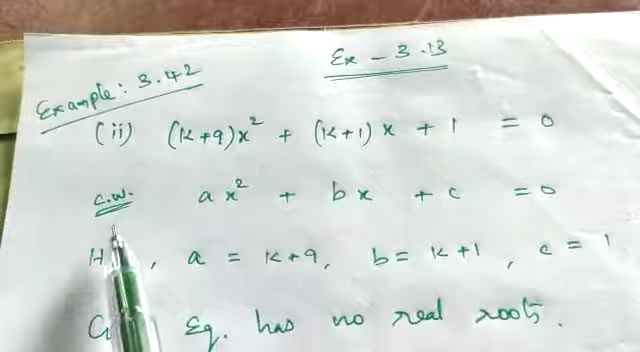 Ex - 3.13
Example: 3.42
(ii) (k+9)x² + (k+1)x + 1 = 0
C.W. ax² + bx + c = 0
, a = k+9, b = k+1, c = 1
Eq. has no real roots.